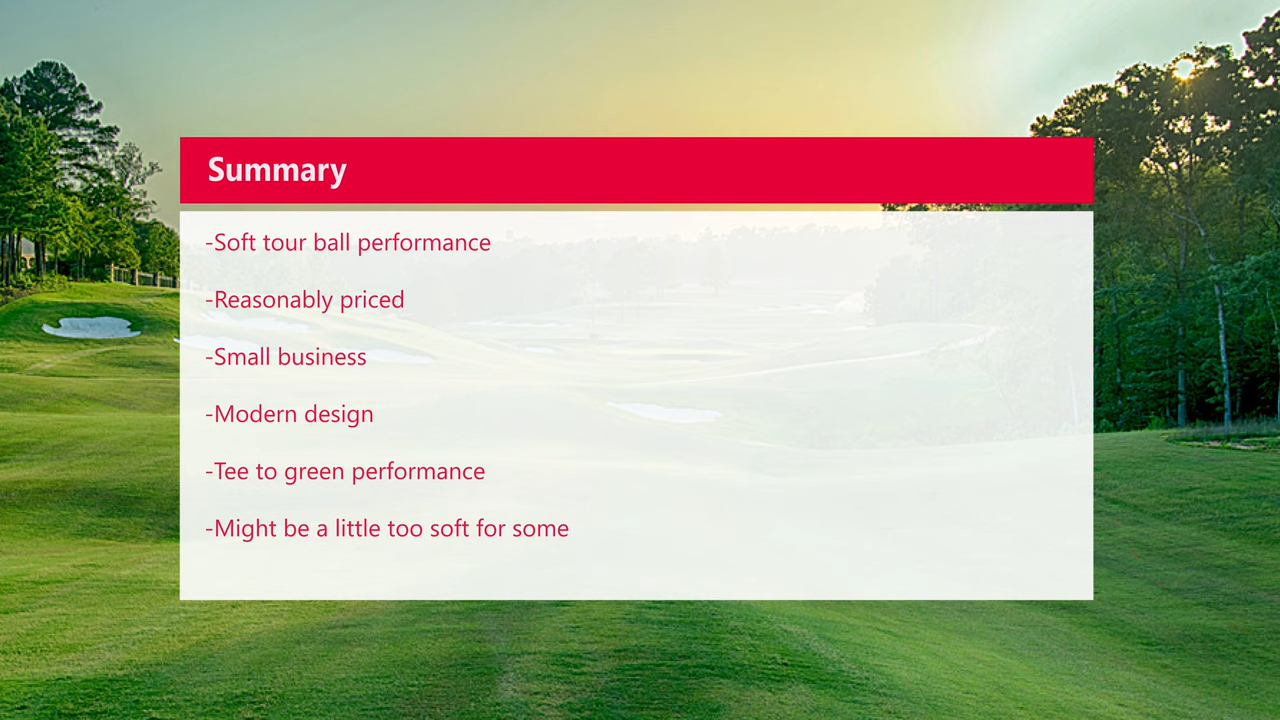 Summary
-Soft tour ball performance
-Reasonably priced
-Small business
-Modern design
-Tee to green performance
-Might be a little too soft for some